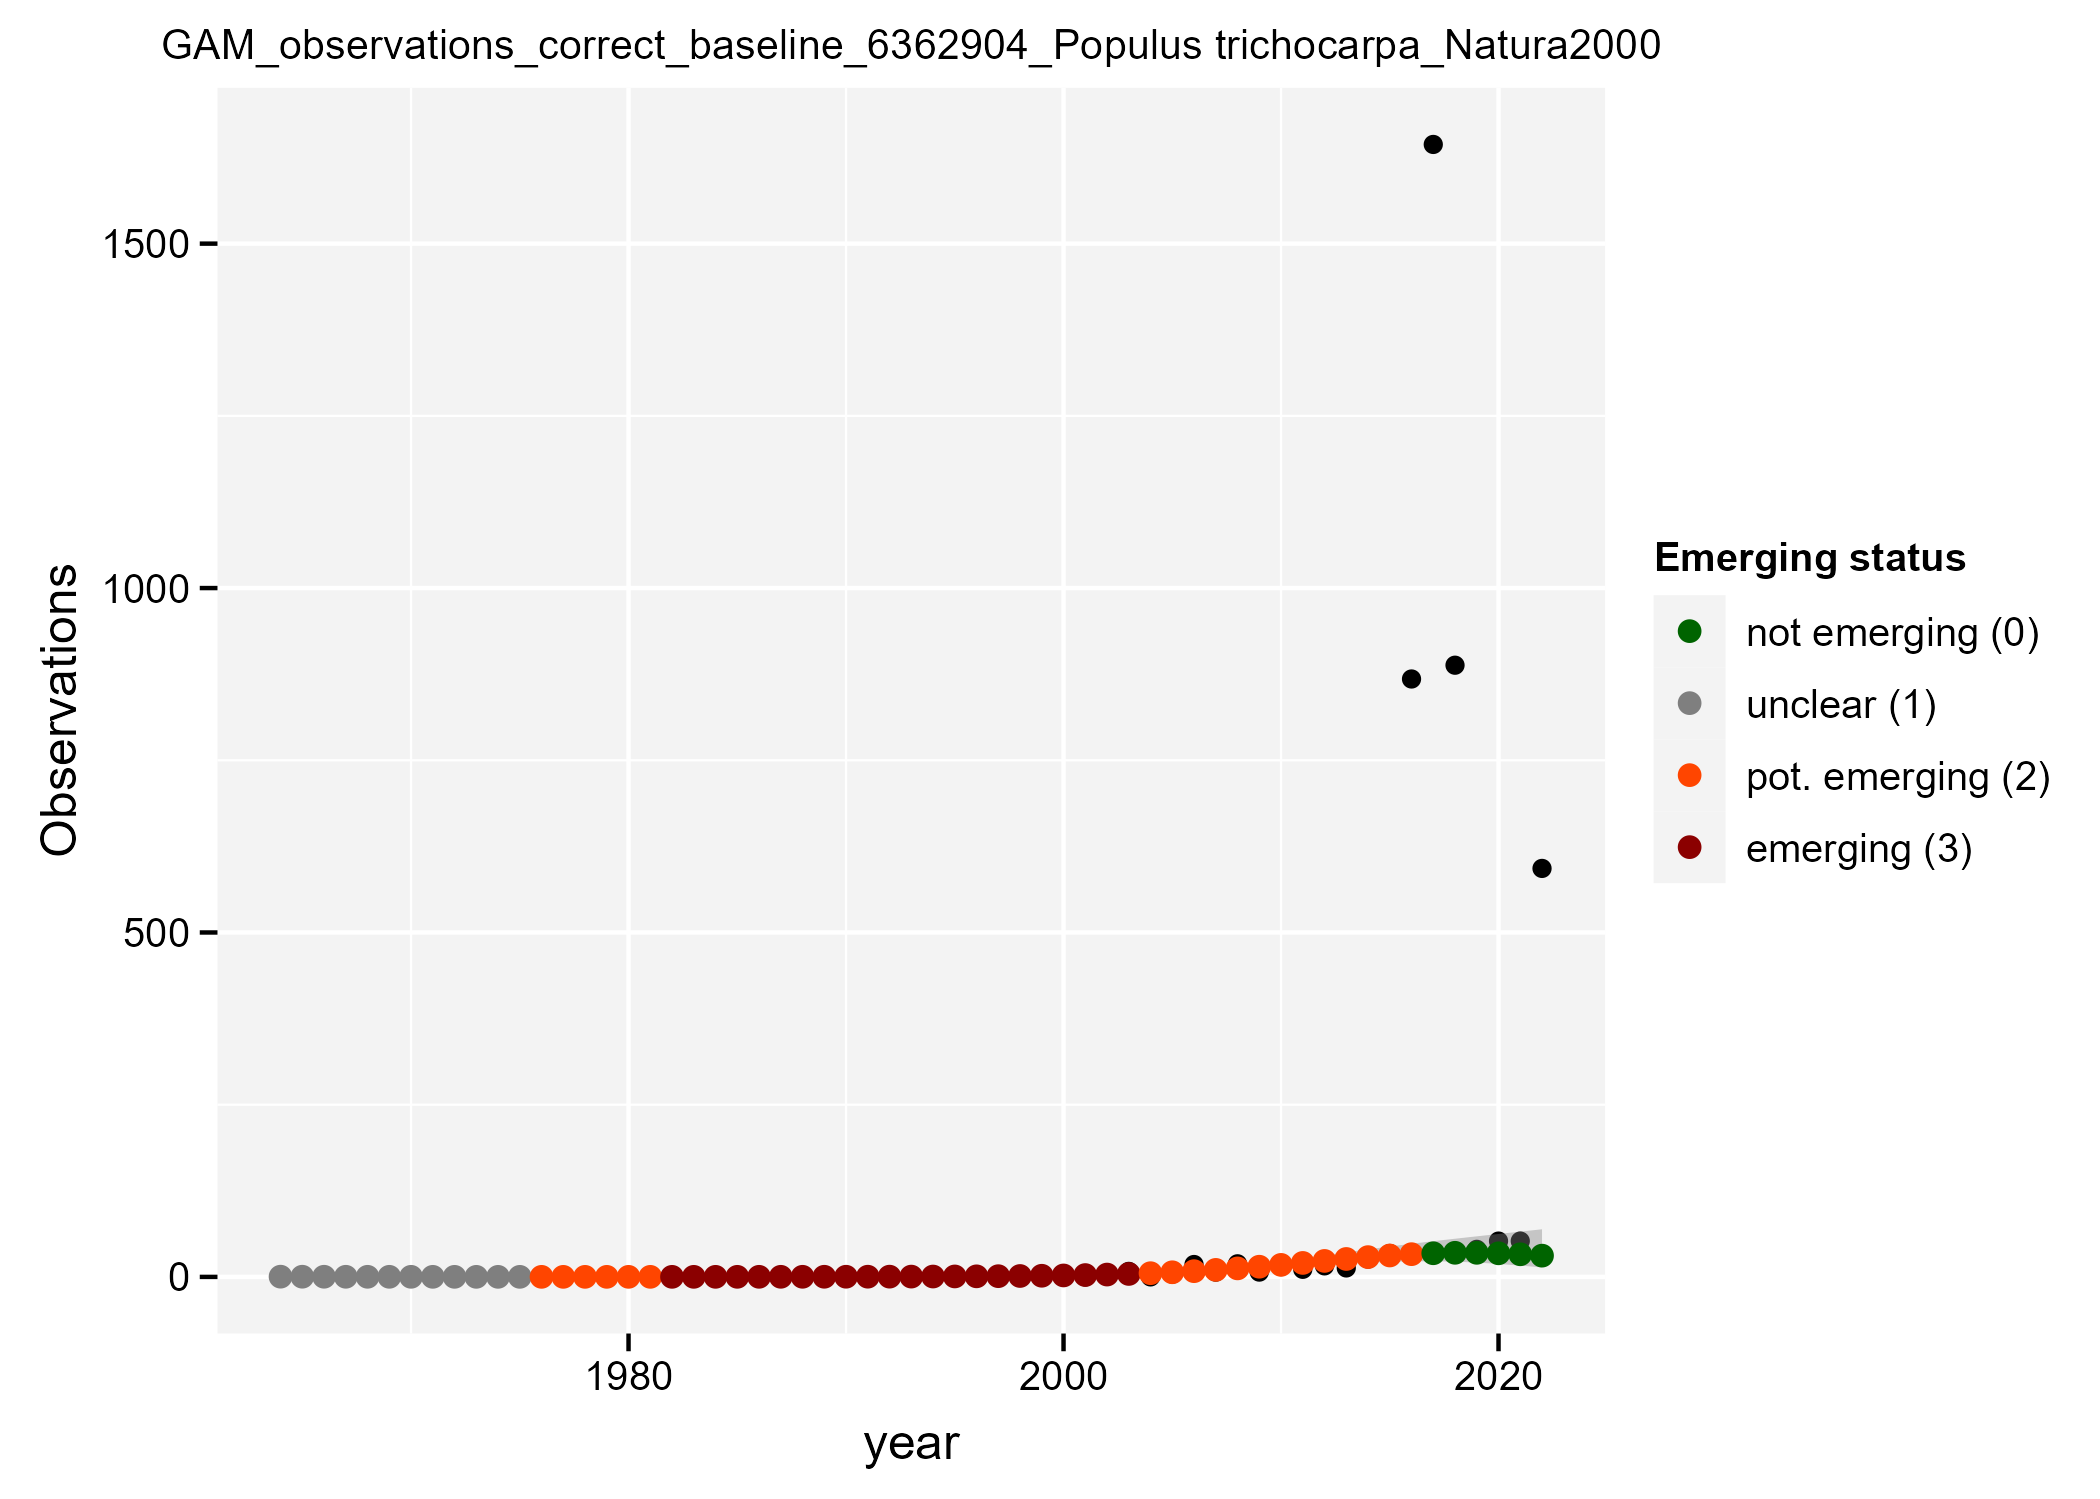 GAM_observations_correct_baseline_6362904_Populus trichocarpa_Natura2000
1500
1000
500
0
Observations
1980
2000
2020
year
Emerging status
not emerging (0)
unclear (1)
pot. emerging (2)
emerging (3)